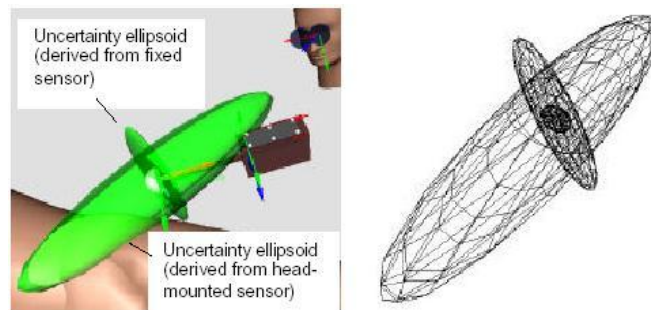 Uncertainty ellipsoid
(derived from fixed
sensor)
Uncertainty ellipsoid
(derived from head-
mounted sensor)